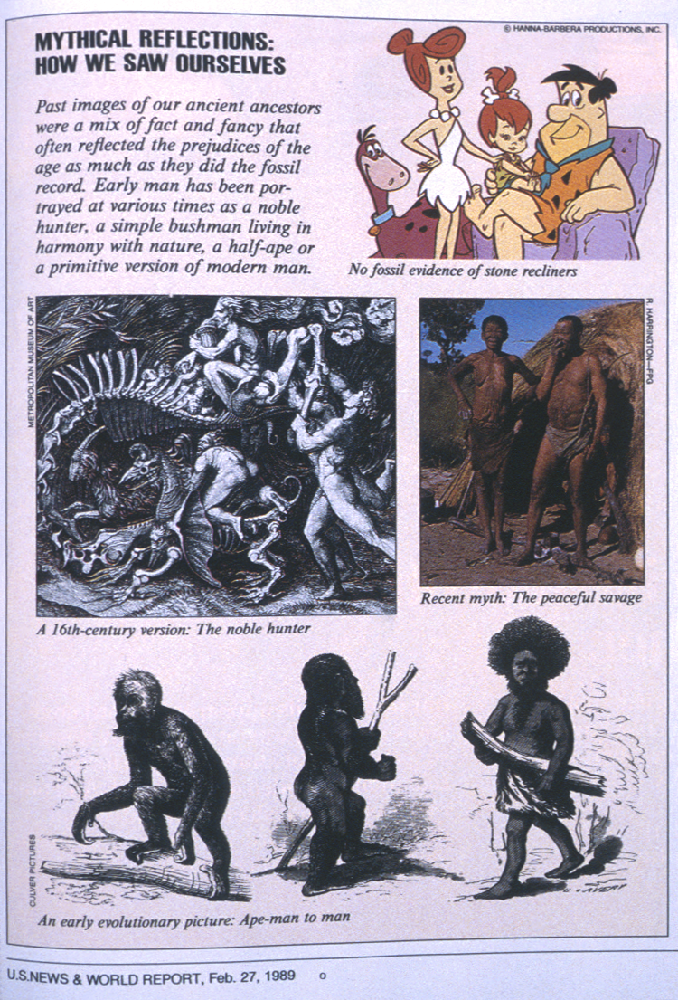 © HANNA-BARBERA PRODUCTIONS, INC.
MYTHICAL REFLECTIONS:
HOW WE SAW OURSELVES
Past images of our ancient ancestors
were a mix of fact and fancy that
often reflected the prejudices of the
age as much as they did the fossil
record. Early man has been por-
trayed at various times as a noble
hunter, a simple bushman living in
harmony with nature, a half-ape or
a primitive version of modern man.
No fossil evidence of stone recliners
METROPOLITAN MUSEUM OF ART
R. HARRINGTON—FPG
A 16th-century version: The noble hunter
Recent myth: The peaceful savage
CULVER PICTURES
An early evolutionary picture: Ape-man to man
U.S.NEWS & WORLD REPORT, Feb. 27, 1989